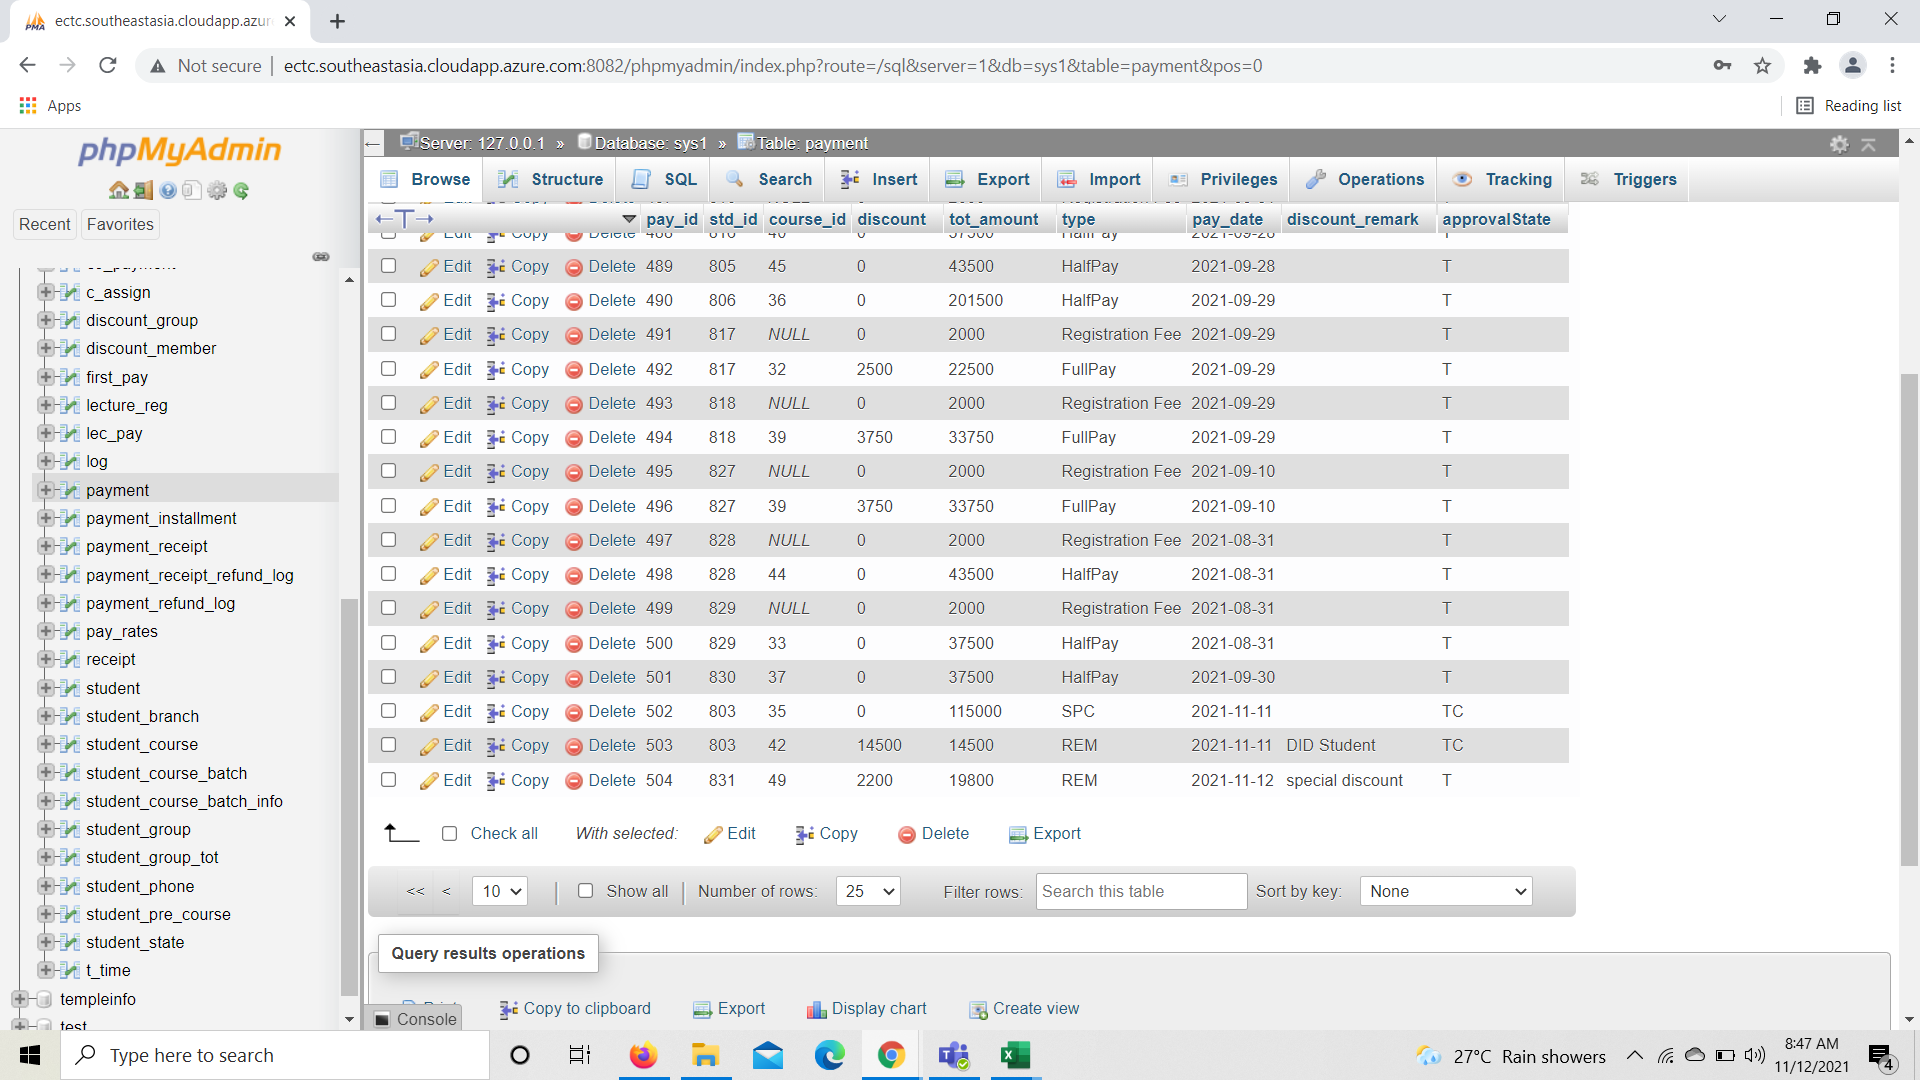 ectc.southeastasia.cloudapp.azur
Not secure ectc.southeastasia.cloudapp.azure.com:8082/phpmyadmin/index.php?route=/sql&server=1&db=sys1&table=payment&pos=0
Apps Reading list
phpMyAdmin
Recent Favorites
c_assign
discount_group
discount_member
first_pay
lecture_reg
lec_pay
log
payment
payment_installment
payment_receipt
payment_receipt_refund_log
payment_refund_log
pay_rates
receipt
student
student_branch
student_course
student_course_batch
student_course_batch_info
student_group
student_group_tot
student_phone
student_pre_course
student_state
t_time
templeinfo
test
Server: 127.0.0.1 » Database: sys1 » Table: payment
Browse Structure SQL Search Insert Export Import Privileges Operations Tracking Triggers
pay_id std_id course_id discount tot_amount type pay_date discount_remark approvalState
Edit Copy Delete 489 805 45 0 43500 HalfPay 2021-09-28 T
Edit Copy Delete 490 806 36 0 201500 HalfPay 2021-09-29 T
Edit Copy Delete 491 817 NULL 0 2000 Registration Fee 2021-09-29 T
Edit Copy Delete 492 817 32 2500 22500 FullPay 2021-09-29 T
Edit Copy Delete 493 818 NULL 0 2000 Registration Fee 2021-09-29 T
Edit Copy Delete 494 818 39 3750 33750 FullPay 2021-09-29 T
Edit Copy Delete 495 827 NULL 0 2000 Registration Fee 2021-09-10 T
Edit Copy Delete 496 827 39 3750 33750 FullPay 2021-09-10 T
Edit Copy Delete 497 828 NULL 0 2000 Registration Fee 2021-08-31 T
Edit Copy Delete 498 828 44 0 43500 HalfPay 2021-08-31 T
Edit Copy Delete 499 829 NULL 0 2000 Registration Fee 2021-08-31 T
Edit Copy Delete 500 829 33 0 37500 HalfPay 2021-08-31 T
Edit Copy Delete 501 830 37 0 37500 HalfPay 2021-09-30 T
Edit Copy Delete 502 803 35 0 115000 SPC 2021-11-11 TC
Edit Copy Delete 503 803 42 14500 14500 REM 2021-11-11 DID Student TC
Edit Copy Delete 504 831 49 2200 19800 REM 2021-11-12 special discount T
Check all With selected: Edit Copy Delete Export
<< < 10 Show all Number of rows: 25 Filter rows: Search this table Sort by key: None
Query results operations
Copy to clipboard Export Display chart Create view
Console
Type here to search
27°C Rain showers
8:47 AM
11/12/2021
4